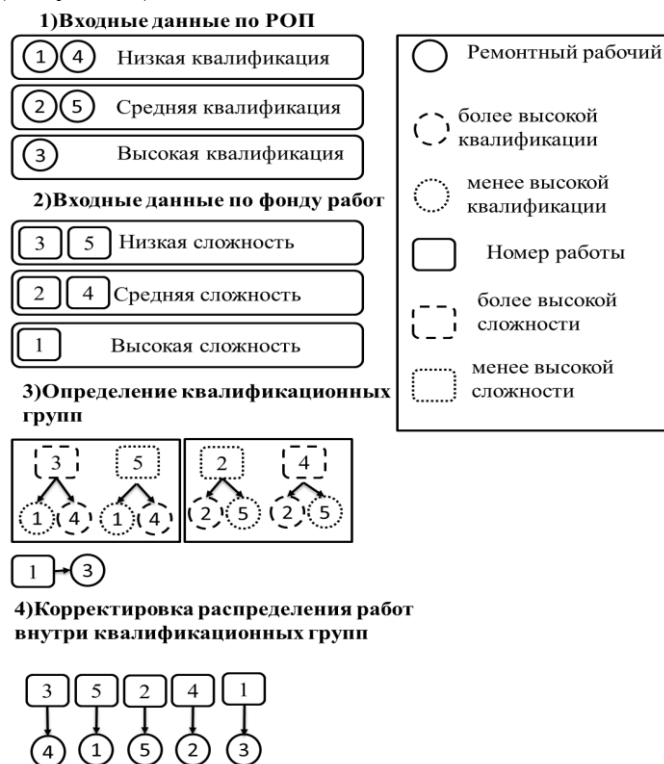 1)Входные данные по РОП
1 4 Низкая квалификация
2 5 Средняя квалификация
3 Высокая квалификация
2)Входные данные по фонду работ
3 5 Низкая сложность
2 4 Средняя сложность
1 Высокая сложность
3)Определение квалификационных
групп
3 5 2 4
1 4 1 4 2 5 2 5
1 3
4)Корректировка распределения работ
внутри квалификационных групп
3 5 2 4 1
4 1 5 2 3
Ремонтный рабочий
более высокой
квалификации
менее высокой
квалификации
Номер работы
более высокой
сложности
менее высокой
сложности